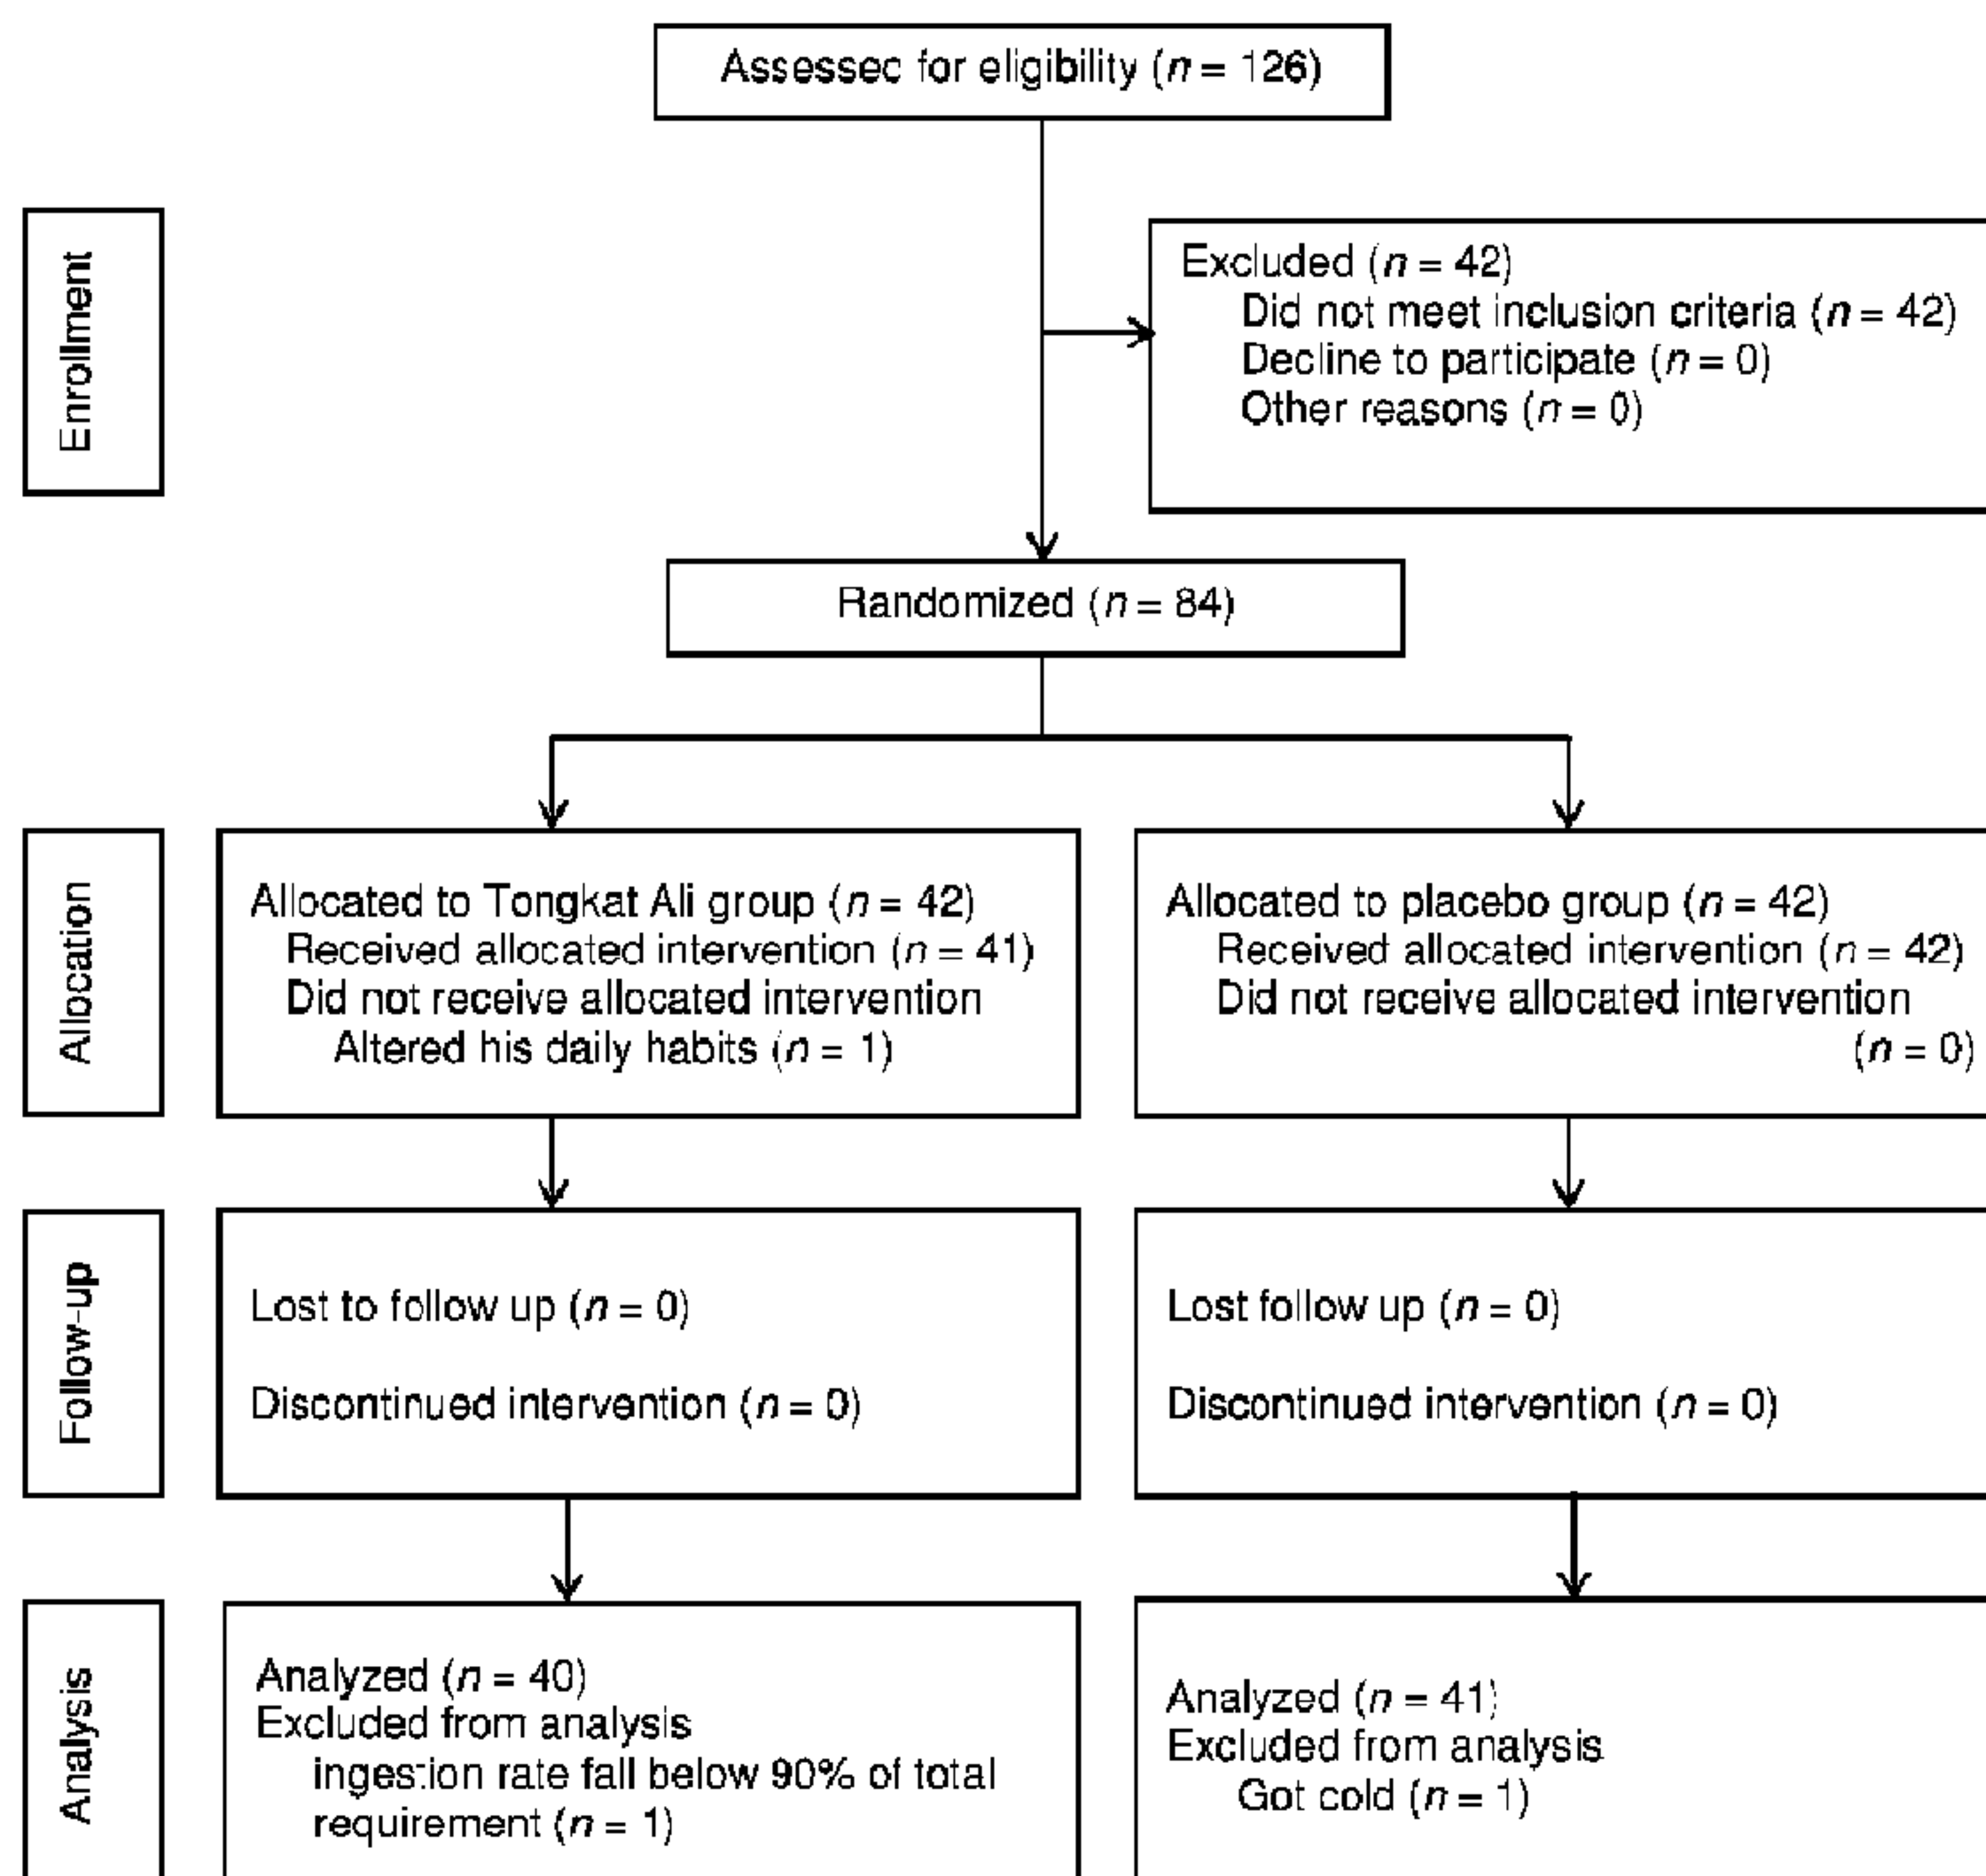 Assessed for eligibility (n = 126)
Enrollment
Excluded (n = 42)
Did not meet inclusion criteria (n = 42)
Decline to participate (n = 0)
Other reasons (n = 0)
Randomized (n = 84)
Allocation
Allocated to Tongkat Ali group (n = 42)
Received allocated intervention (n = 41)
Did not receive allocated intervention
Altered his daily habits (n = 1)
Allocated to placebo group (n = 42)
Received allocated intervention (n = 42)
Did not receive allocated intervention
(n = 0)
Follow-up
Lost to follow up (n = 0)
Discontinued intervention (n = 0)
Lost follow up (n = 0)
Discontinued intervention (n = 0)
Analysis
Analyzed (n = 40)
Excluded from analysis
ingestion rate fall below 90% of total
requirement (n = 1)
Analyzed (n = 41)
Excluded from analysis
Got cold (n = 1)